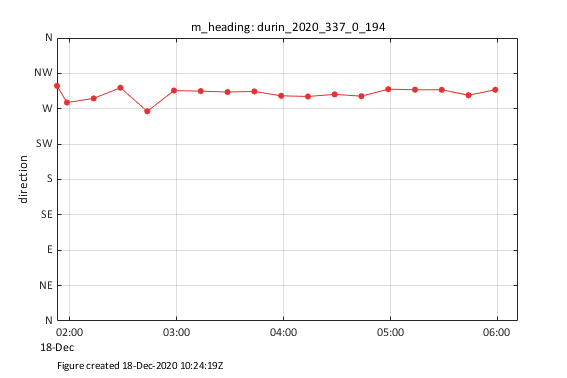 m_heading: durin_2020_337_0_194
N
NW
W
SW
S
SE
E
NE
N
direction
02:00 03:00 04:00 05:00 06:00
18-Dec
Figure created 18-Dec-2020 10:24:19Z